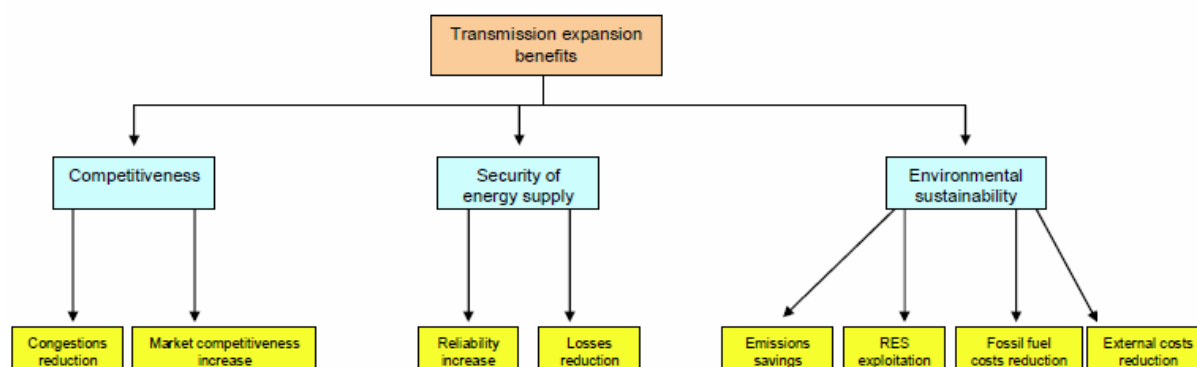 Transmission expansion
benefits
Competitiveness
Security of
energy supply
Environmental
sustainability
Congestions
reduction
Market competitiveness
increase
Reliability
increase
Losses
reduction
Emissions
savings
RES
exploitation
Fossil fuel
costs reduction
External costs
reduction